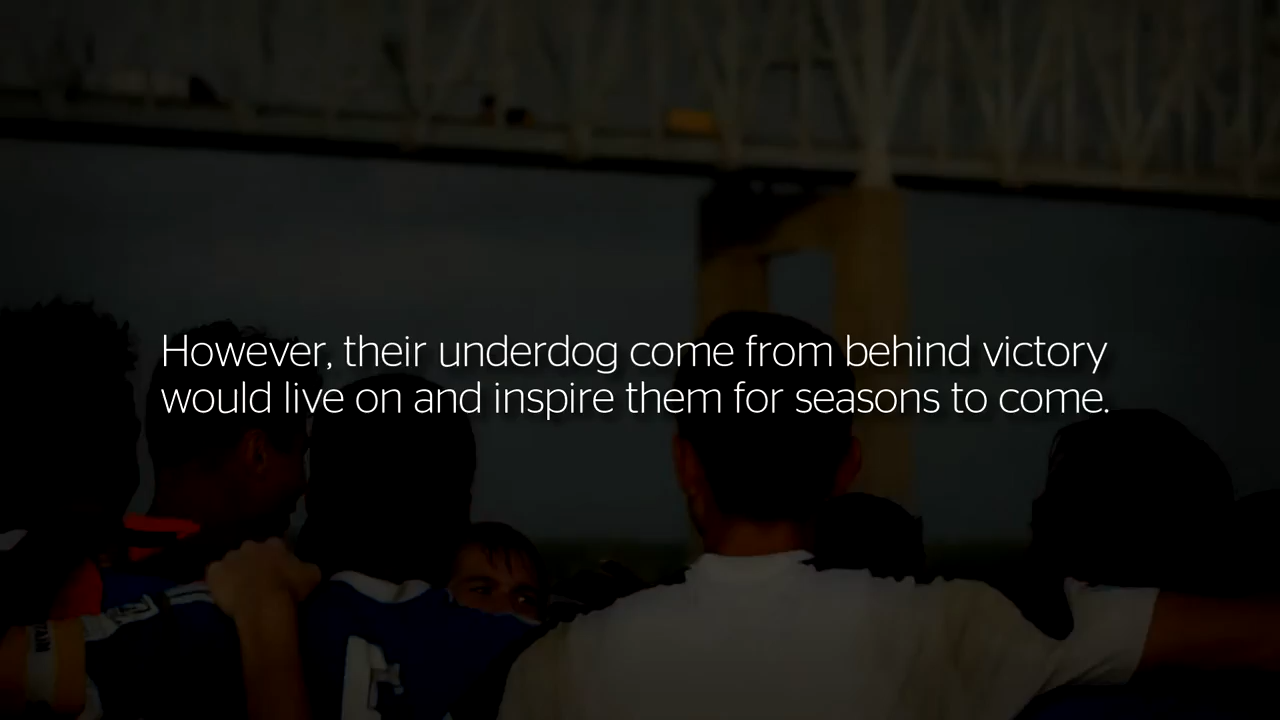 However, their underdog come from behind victory
would live on and inspire them for seasons to come.